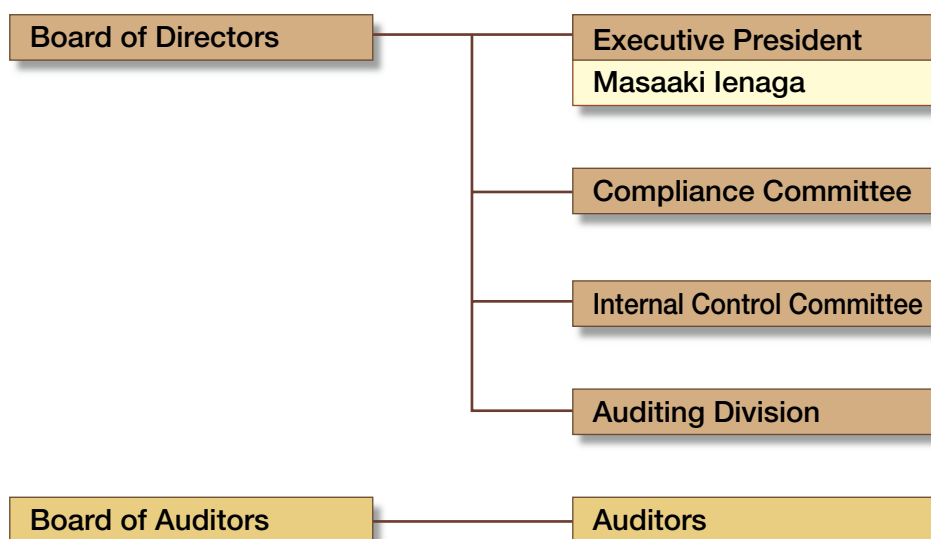 Board of Directors
Executive President
Masaaki Ienaga
Compliance Committee
Internal Control Committee
Auditing Division
Board of Auditors
Auditors